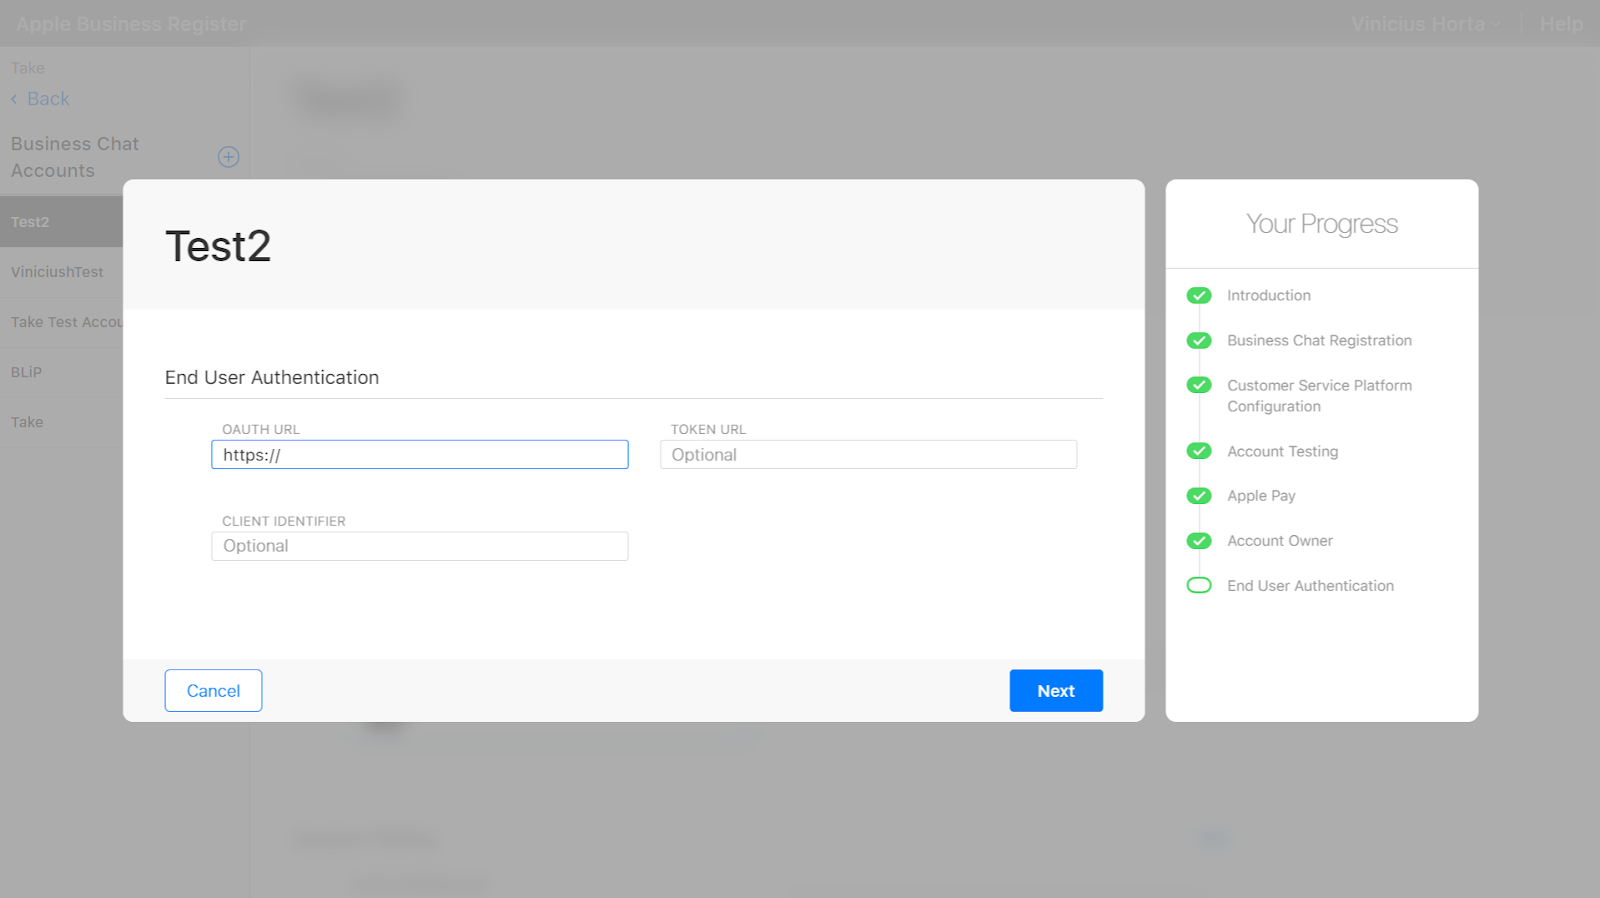 Apple Business Register
Vinicius Horta
Help
Take
Back
Business Chat
Accounts
Test2
ViniciushTest
Take Test Accou
BLiP
Take
Test2
End User Authentication
OAUTH URL
https://
TOKEN URL
Optional
CLIENT IDENTIFIER
Optional
Cancel
Next
Your Progress
Introduction
Business Chat Registration
Customer Service Platform
Configuration
Account Testing
Apple Pay
Account Owner
End User Authentication